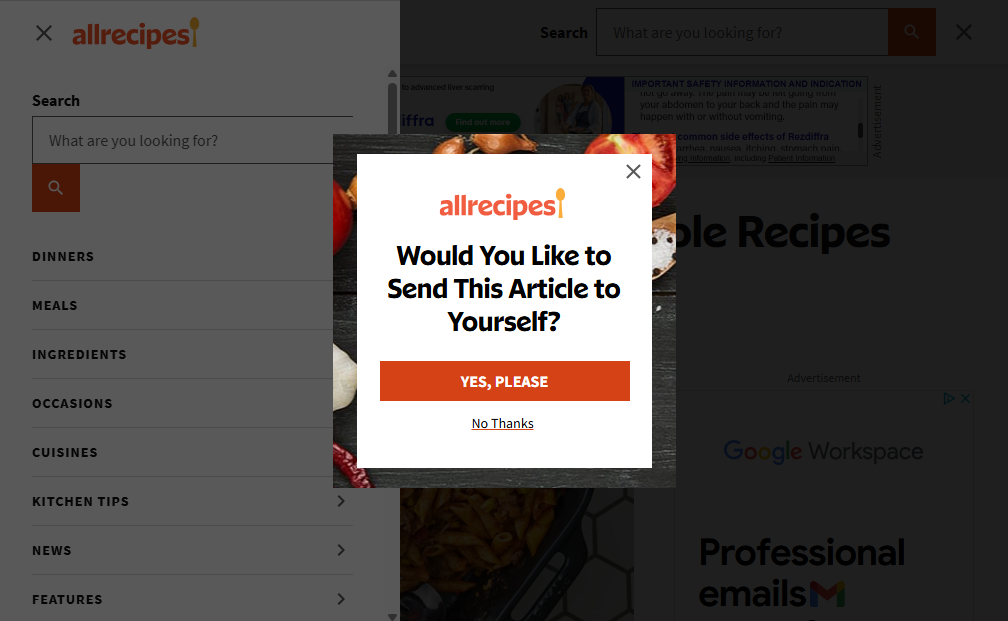 allrecipes
Search
What are you looking for?
Search
What are you looking for?
DINNERS
MEALS
INGREDIENTS
OCCASIONS
CUISINES
KITCHEN TIPS
NEWS
FEATURES
to advanced liver scarring
iffra
Find out more
IMPORTANT SAFETY INFORMATION AND INDICATION
not go away. The pain may be felt going from
your abdomen to your back and the pain may
happen with or without vomiting.
common side effects of Rezdiffra
nausea, itching, stomach pain
information, including Patient Information
Advertisement
ole Recipes
allrecipes
Would You Like to
Send This Article to
Yourself?
YES, PLEASE
No Thanks
Advertisement
Google Workspace
Professional
emails